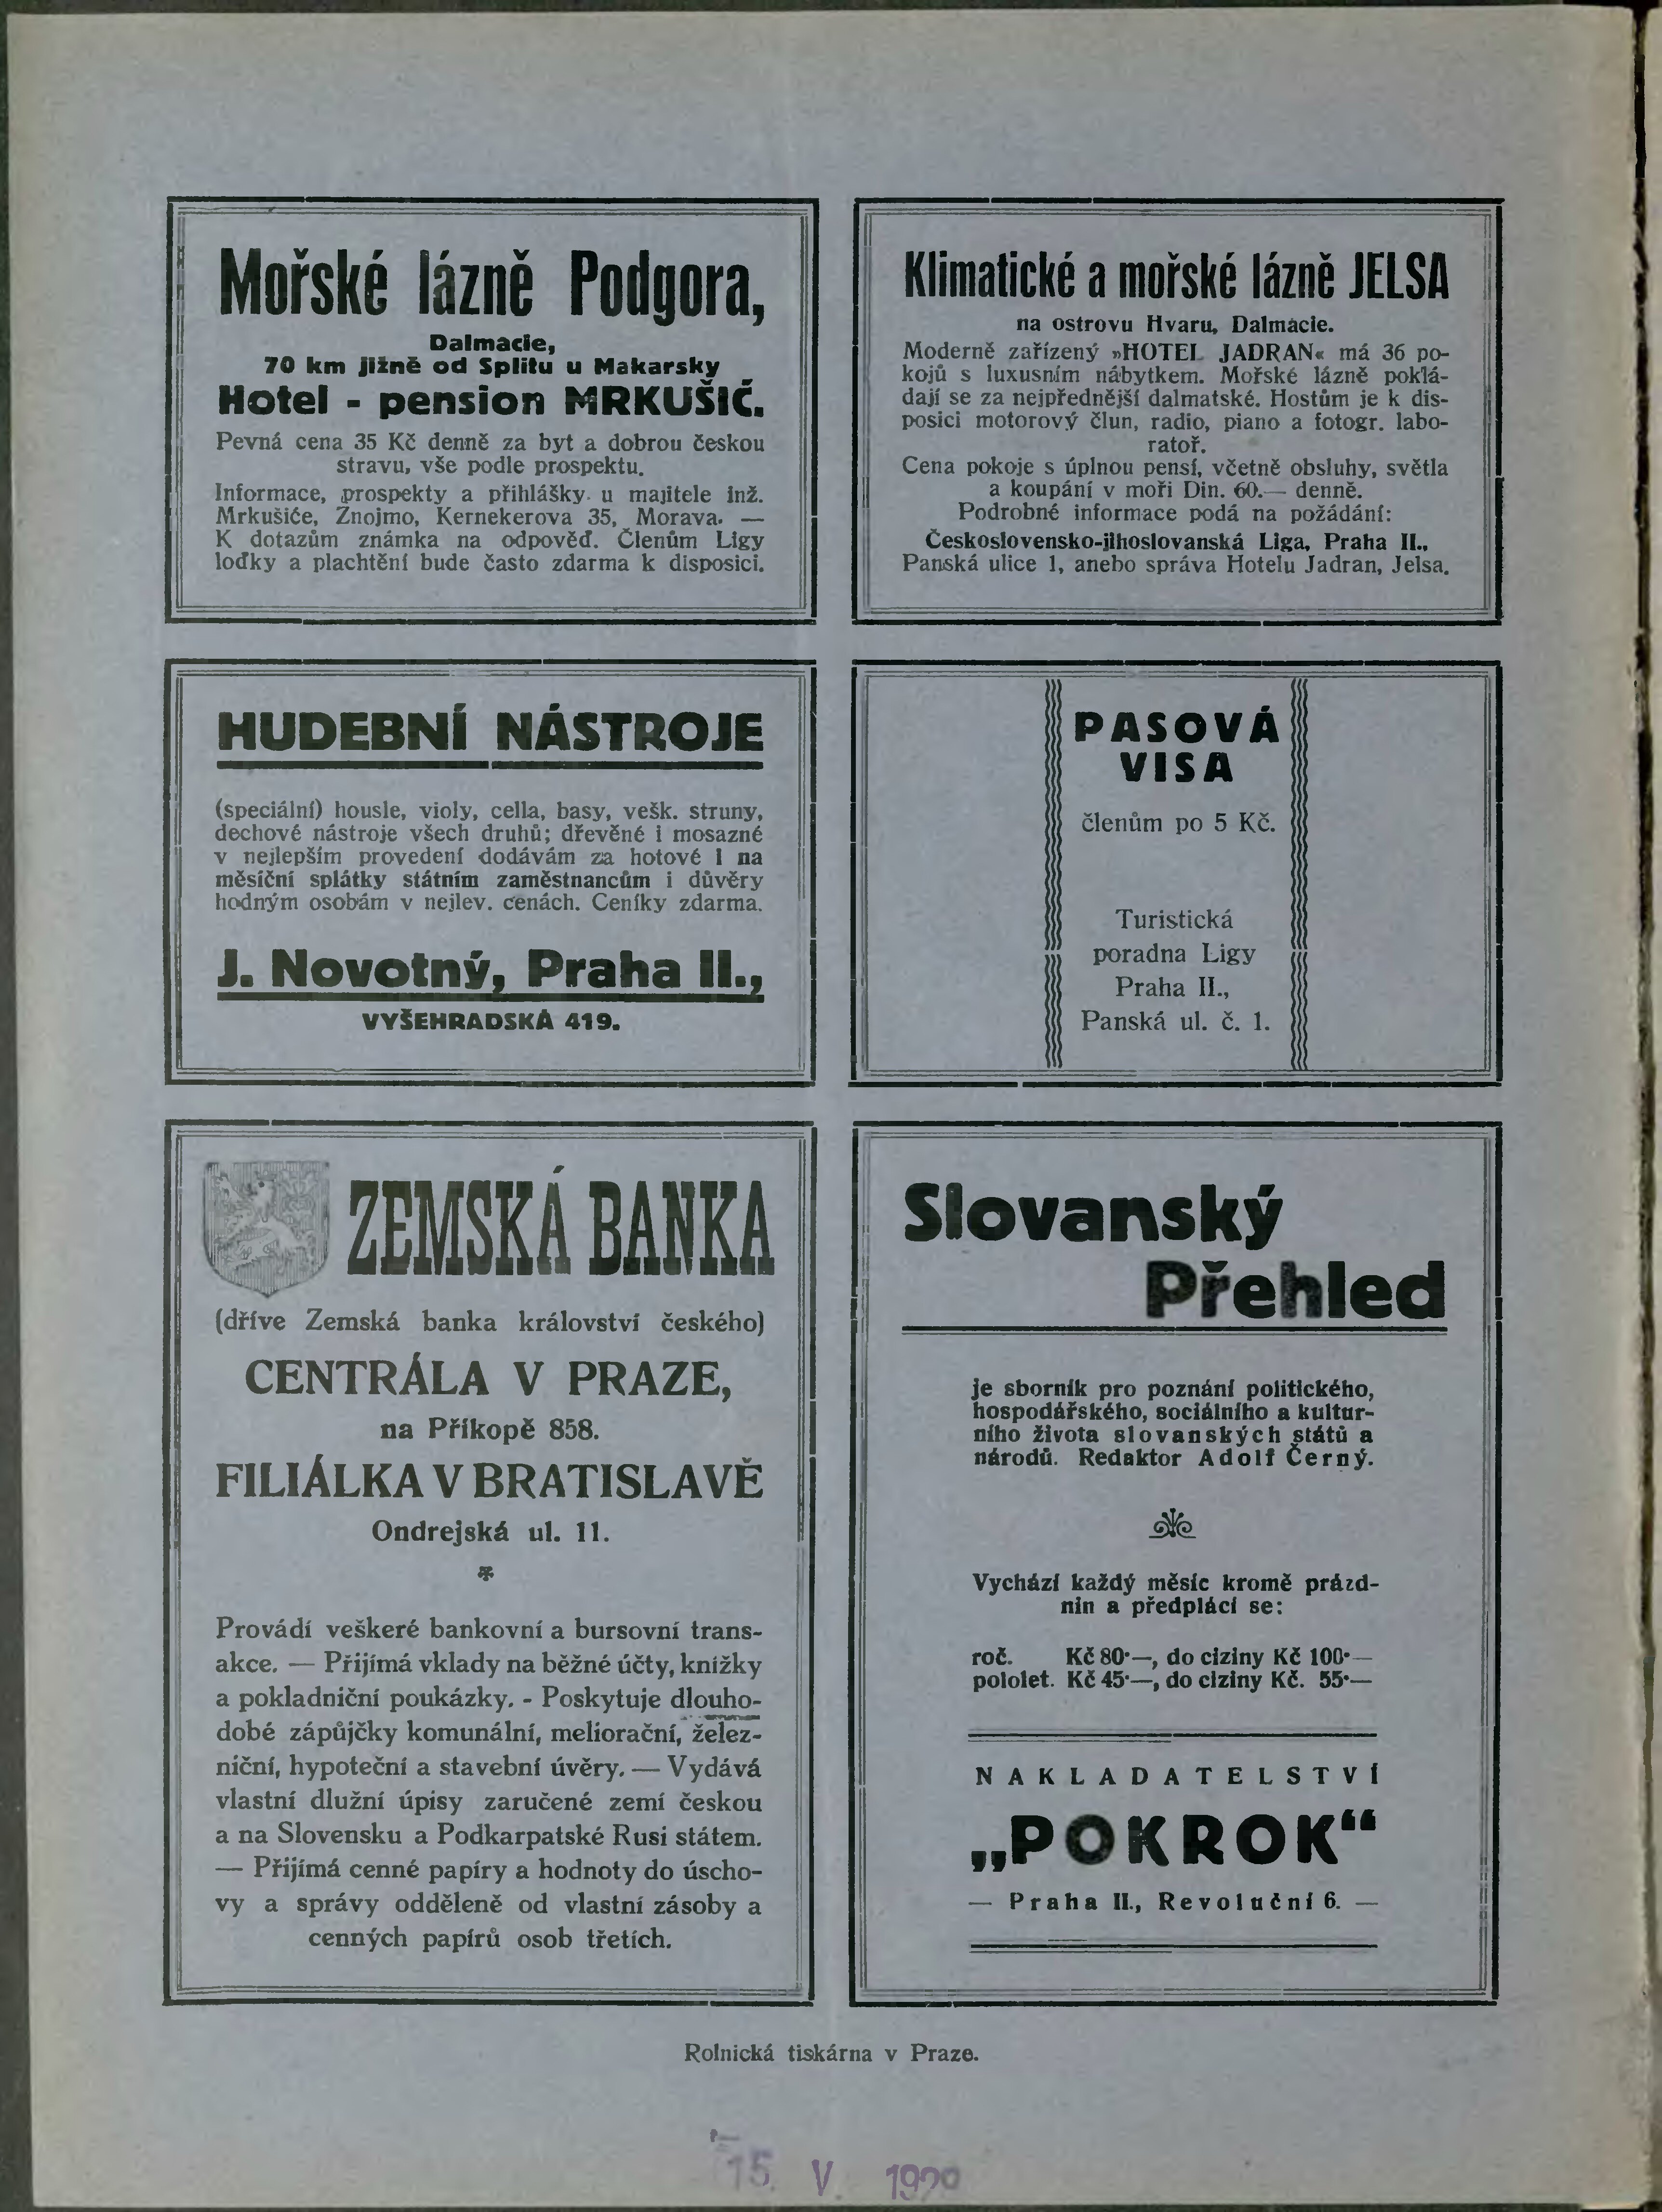 Mořské lázně Podgora,
Dalmacie,
70 km jižně od Splitu u Makarsky
Hotel - pension MRKUŠIĆ.
Pevná cena 35 Kč denně za byt a dobrou českou
stravu, vše podle prospektu.
Informace, prospekty a přihlášky u majitele inž.
Mrkušiće, Znojmo, Kernekerova 35, Morava. —
K dotazům známka na odpověď. Členům Ligy
loďky a plachtění bude často zdarma k disposici.
Klimatické a mořské lázně JELSA
na ostrovu Hvaru, Dalmacie.
Moderně zařízený »HOTEL JADRAN« má 36 po-
kojů s luxusním nábytkem. Mořské lázně poklá-
dají se za nejpřednější dalmatské. Hostům je k dis-
posici motorový člun, radio, piano a fotogr. labo-
ratoř.
Cena pokoje s úplnou pensí, včetně obsluhy, světla
a koupání v moři Din. 60.— denně.
Podrobné informace podá na požádání:
Československo-jihoslovanská Liga, Praha II.,
Panská ulice 1, anebo správa Hotelu Jadran, Jelsa.
HUDEBNÍ NÁSTROJE
(speciální) housle, violy, cella, basy, vešk. struny,
dechové nástroje všech druhů; dřevěné i mosazné
v nejlepším provedení dodávám za hotové i na
měsíční splátky státním zaměstnancům i důvěry
hodným osobám v nejlev. cenách. Ceníky zdarma.
J. Novotný, Praha II.,
VYŠEHRADSKÁ 419.
PASOVÁ
VISA
členům po 5 Kč.
Turistická
poradna Ligy
Praha II.,
Panská ul. č. 1.
ZEMSKÁ BANKA
(dříve Zemská banka království českého)
CENTRÁLA V PRAZE,
na Příkopě 858.
FILIÁLKA V BRATISLAVĚ
Ondrejská ul. 11.
Provádí veškeré bankovní a bursovní trans-
akce. — Přijímá vklady na běžné účty, knížky
a pokladniční poukázky. - Poskytuje dlouho-
dobé zápůjčky komunální, meliorační, želez-
niční, hypoteční a stavební úvěry. — Vydává
vlastní dlužní úpisy zaručené zemí českou
a na Slovensku a Podkarpatské Rusi státem.
— Přijímá cenné papíry a hodnoty do úscho-
vy a správy odděleně od vlastní zásoby a
cenných papírů osob třetích.
Slovanský
Přehled
je sborník pro poznání politického,
hospodářského, sociálního a kultur-
ního života slovanských států a
národů. Redaktor Adolf Černý.
Vychází každý měsíc kromě prázd-
nin a předplácí se:
roč. Kč 80·—, do ciziny Kč 100·—
pololet. Kč 45·—, do ciziny Kč. 55·—
NAKLADATELSTVÍ
„POKROK“
— Praha II., Revoluční 6. —
Rolnická tiskárna v Praze.
15. V.